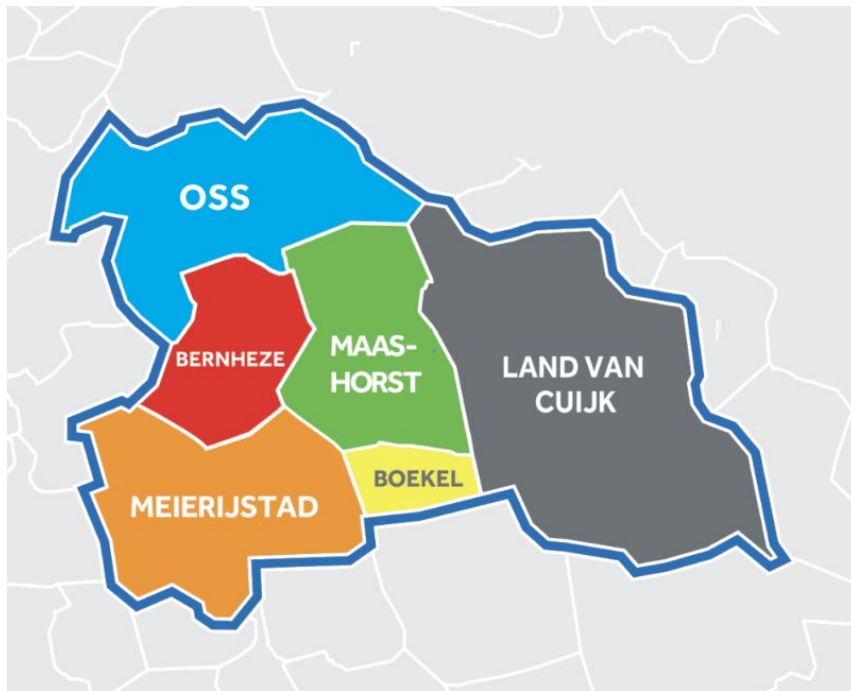 OSS
BERNHEZE
MAAS-
HORST
LAND VAN
CUIJK
BOEKEL
MEIERIJSTAD